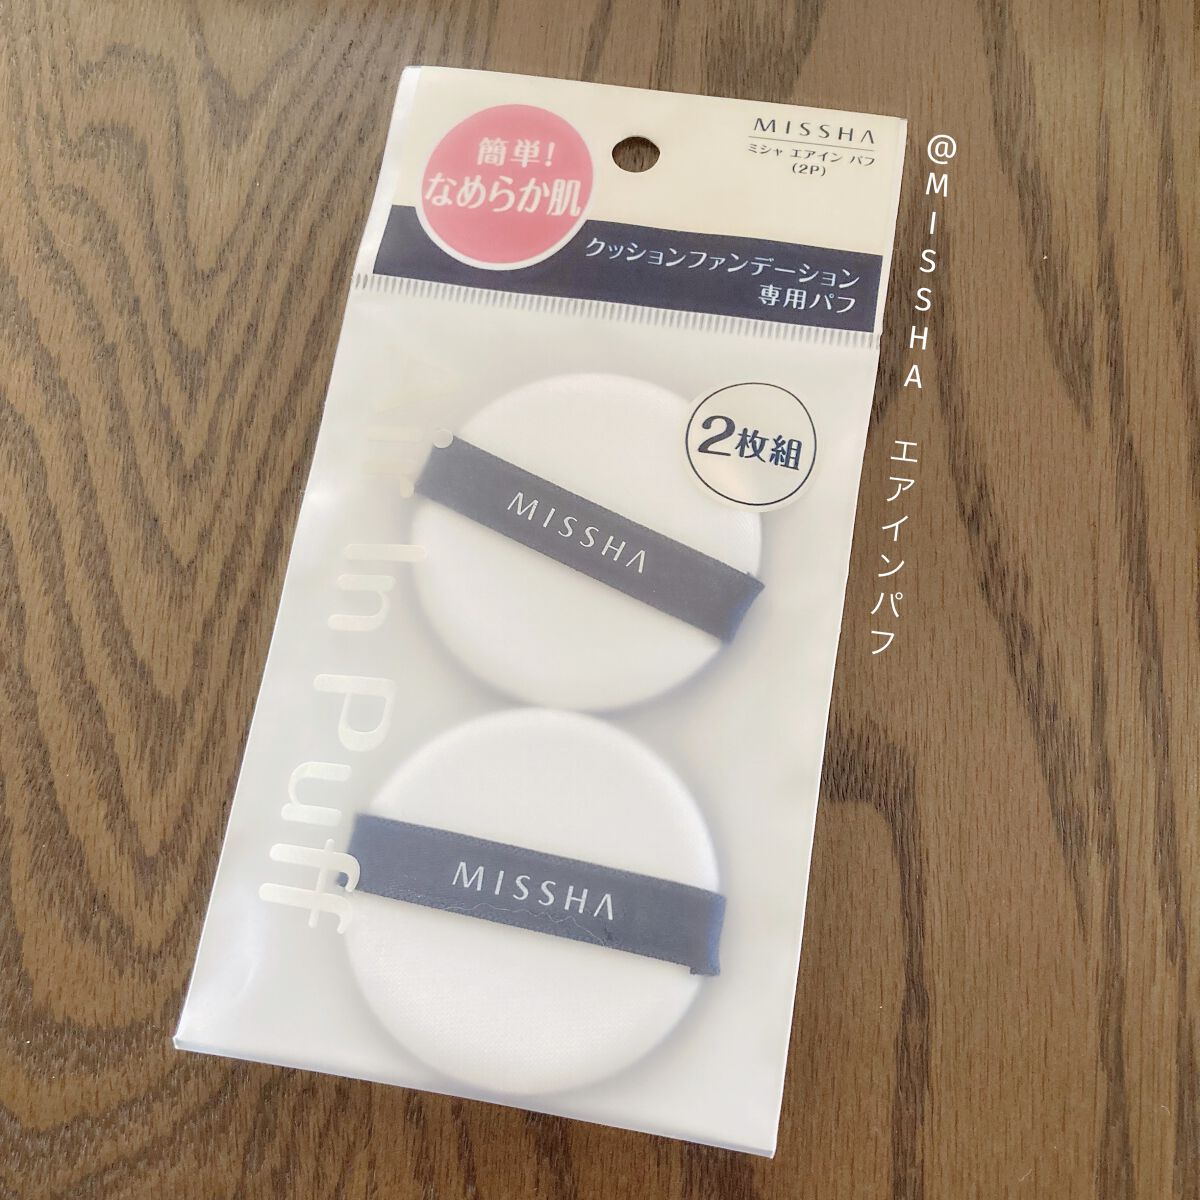 簡単!
なめらか肌
MISSHA
ミシャ エアイン パフ
(2P)
クッションファンデーション
専用パフ
2枚組
MISSHA
MISSHA
Air In Puff
@MISSHA エアインパフ